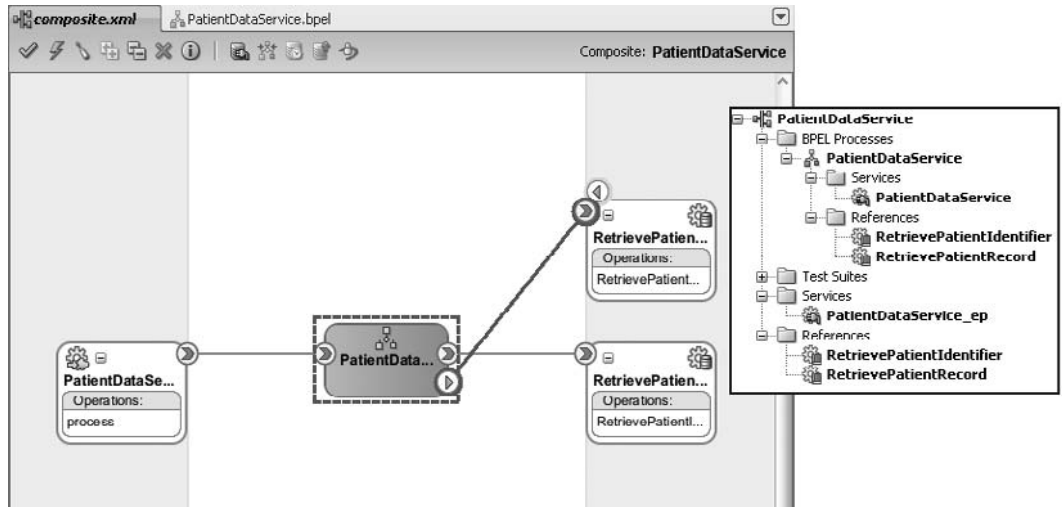 composite.xml
PatientDataService.bpel
Composite: PatientDataService
PatientDataService
BPEL Processes
PatientDataService
Services
PatientDataService
References
RetrievePatientIdentifier
RetrievePatientRecord
Test Suites
Services
PatientDataService_ep
References
RetrievePatientIdentifier
RetrievePatientRecord
RetrievePatien...
Operations:
RetrievePatient...
PatientDataSe...
Operations:
process
PatientData...
RetrievePatien...
Operations:
RetrievePatientI...